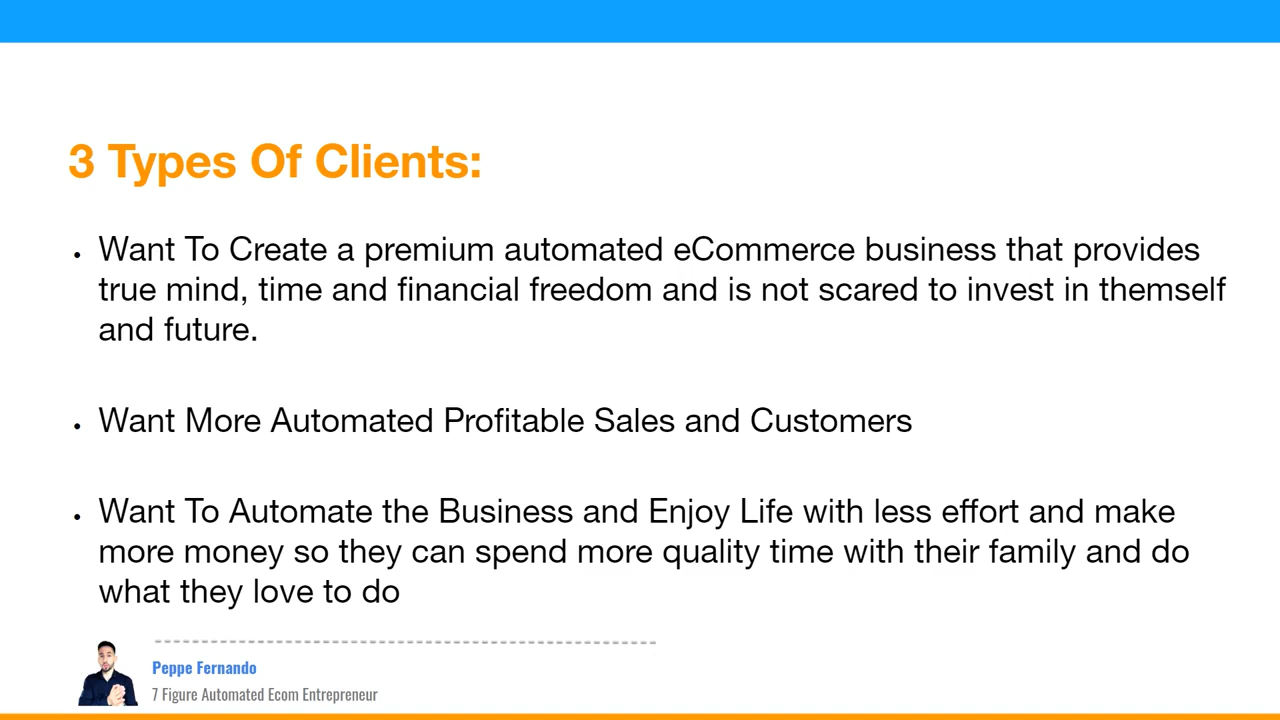 3 Types Of Clients:
• Want To Create a premium automated eCommerce business that provides
true mind, time and financial freedom and is not scared to invest in themself
and future.
• Want More Automated Profitable Sales and Customers
• Want To Automate the Business and Enjoy Life with less effort and make
more money so they can spend more quality time with their family and do
what they love to do
Peppe Fernando
7 Figure Automated Ecom Entrepreneur